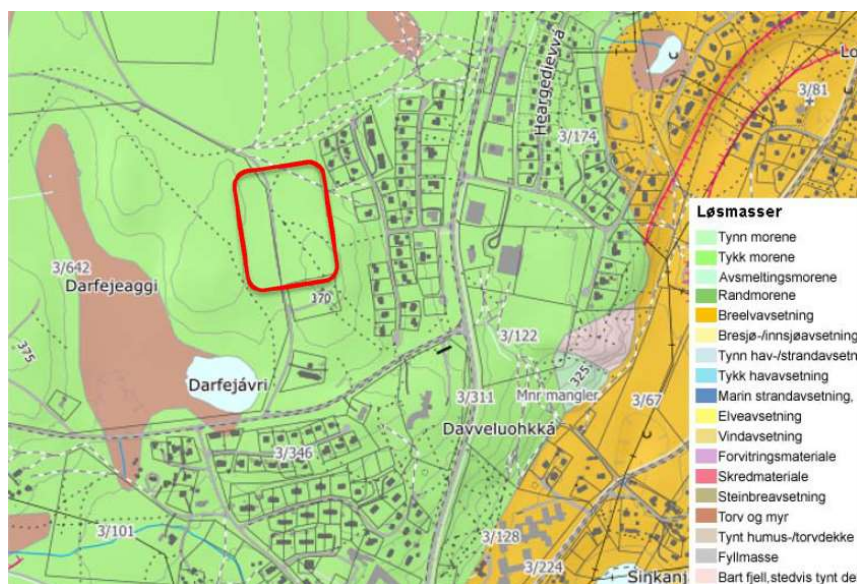 3/81
Heargedievvá
3/174
3/642
Darfejeaggi
370
375
Darfejávri
3/122
325
Mnr mangler
3/67
3/311
Davveluohkká
3/346
3/101
3/128
3/224
Løsmasser
Tynn morene
Tykk morene
Avsmeltingsmorene
Randmorene
Breelvavsetning
Bresjø-/innsjøavsetning
Tynn hav-/strandavsetn
Tykk havavsetning
Marin strandavsetning,
Elveavsetning
Vindavsetning
Forvitringsmateriale
Skredmateriale
Steinbreavsetning
Torv og myr
Tynt humus-/torvdekke
Fyllmasse
Bart fjell, stedvis tynt de